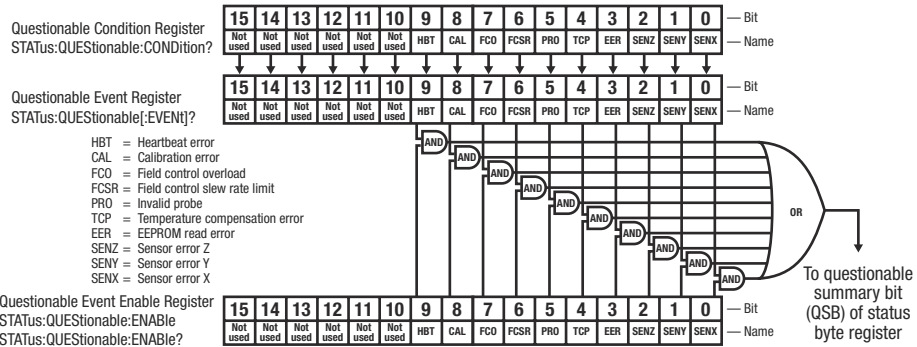 Questionable Condition Register
STATus:QUEStionable:CONDition?
15 14 13 12 11 10 9 8 7 6 5 4 3 2 1 0 — Bit
Not used Not used Not used Not used Not used Not used HBT CAL FCO FCSR PRO TCP EER SENZ SENY SENX — Name
Questionable Event Register
STATus:QUEStionable[:EVENt]?
15 14 13 12 11 10 9 8 7 6 5 4 3 2 1 0 — Bit
Not used Not used Not used Not used Not used Not used HBT CAL FCO FCSR PRO TCP EER SENZ SENY SENX — Name
HBT = Heartbeat error
CAL = Calibration error
FCO = Field control overload
FCSR = Field control slew rate limit
PRO = Invalid probe
TCP = Temperature compensation error
EER = EEPROM read error
SENZ = Sensor error Z
SENY = Sensor error Y
SENX = Sensor error X
AND
AND
AND
AND
AND
AND
AND
AND
AND
AND
OR
To questionable
summary bit
(QSB) of status
byte register
Questionable Event Enable Register
STATus:QUEStionable:ENABle
STATus:QUEStionable:ENABle?
15 14 13 12 11 10 9 8 7 6 5 4 3 2 1 0 — Bit
Not used Not used Not used Not used Not used Not used HBT CAL FCO FCSR PRO TCP EER SENZ SENY SENX — Name